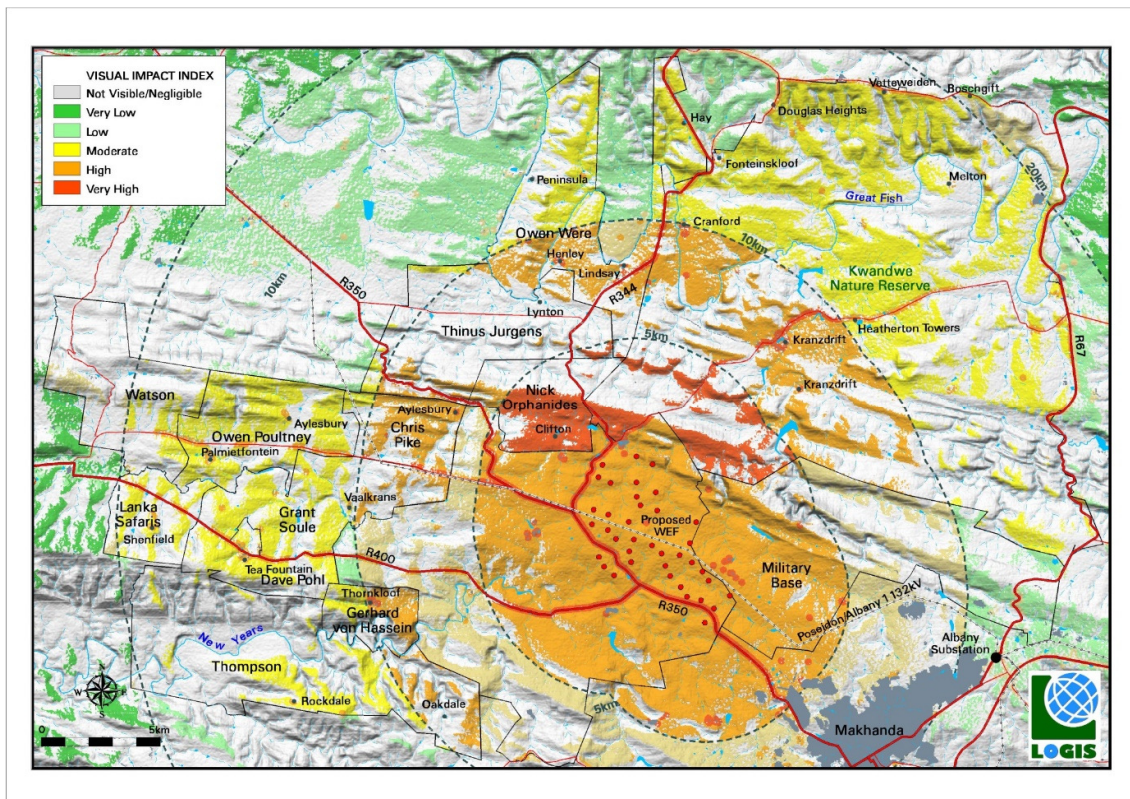 VISUAL IMPACT INDEX
Not Visible/Negligible
Very Low
Low
Moderate
High
Very High
Hay
Vatteweiden
Boschgift
Douglas Heights
Fonteinskloof
Peninsula
Melton
20km
Great Fish
Cranford
Owen Were
Henley
10km
Lindsay
Kwandwe
Nature Reserve
10km
R350
R344
Lynton
Thinus Jurgens
5km
Heatherton Towers
Kranzdrift
R67
Kranzdrift
Watson
Nick
Orphanides
Aylesbury
Chris
Pike
Aylesbury
Owen Poultney
Clifton
Palmietfontein
Vaalkrans
Lanka
Safaris
Grant
Soule
Proposed
WEF
Shenfield
R400
Tea Fountain
Dave Pohl
Military
Base
Thornkloof
Gerhard
von Hassein
R350
Poseidon/Albany 1 132kV
New Years
Albany
Substation
Thompson
N
W
E
S
Rockdale
Oakdale
5km
0
5km
Makhanda
LOGIS